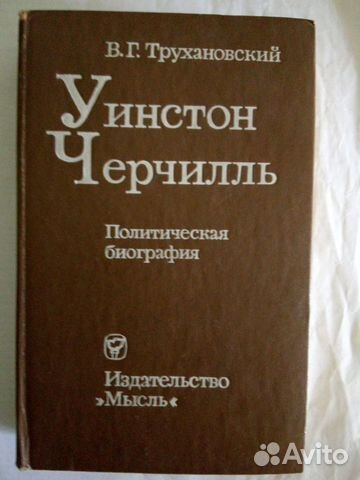 В. Г. Трухановский
Уинстон
Черчилль
Политическая
биография
Издательство
„Мысль“
Avito